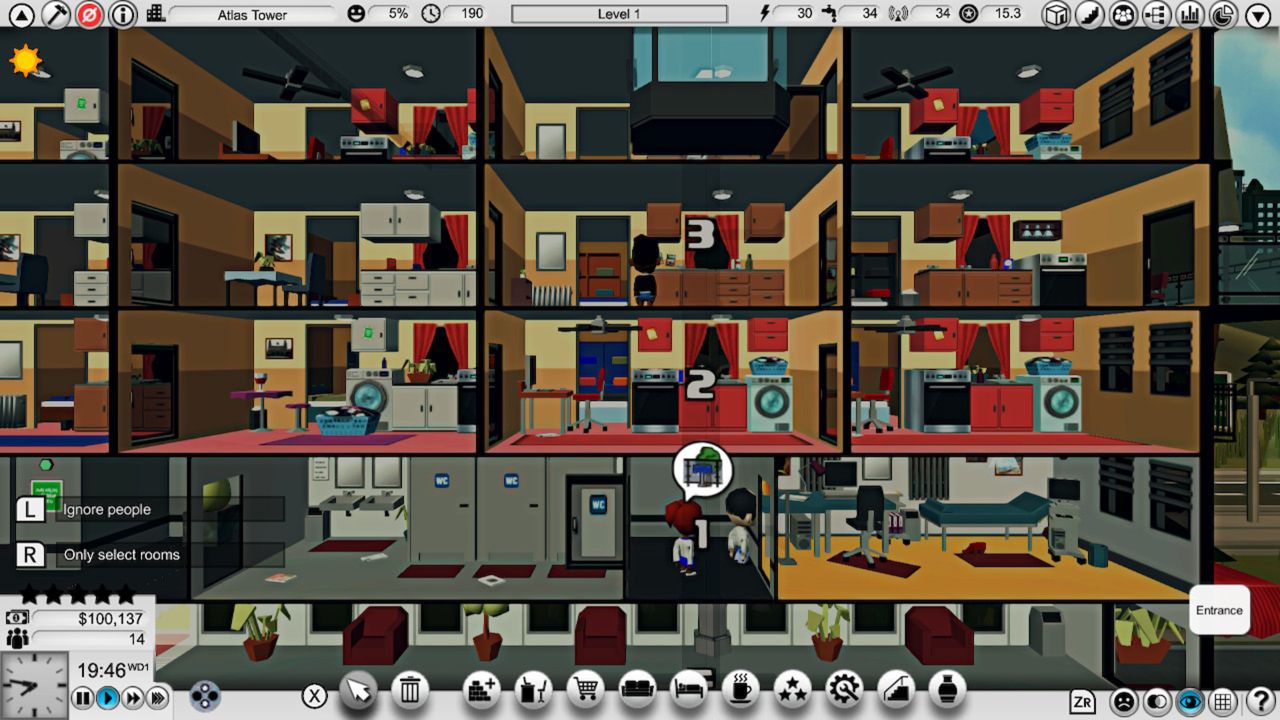 Atlas Tower
5%
190
Level 1
30
34
34
15.3
3
2
WC
WC
WC
1
L Ignore people
R Only select rooms
$100,137
14
Entrance
19:46 WD1
X
ZR
?